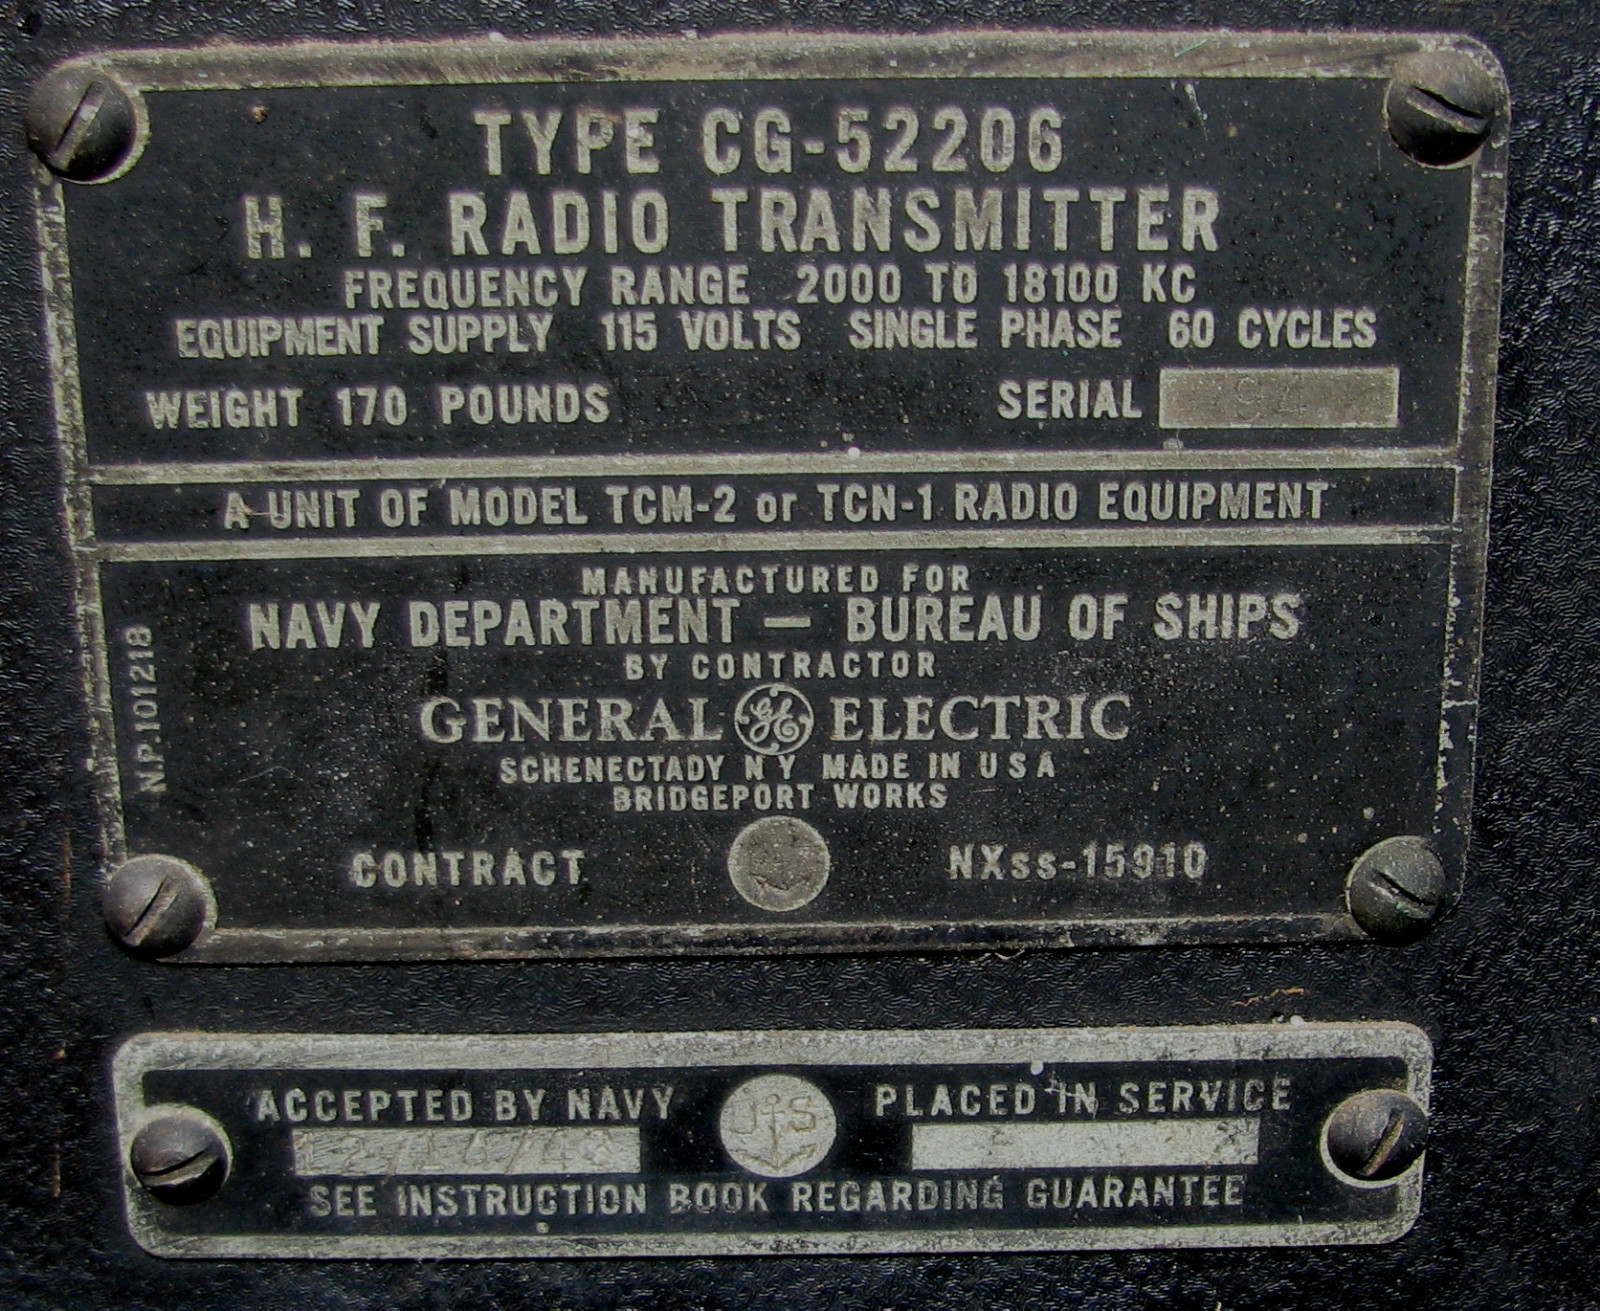 TYPE CG-52206
H. F. RADIO TRANSMITTER
FREQUENCY RANGE 2000 TO 18100 KC
EQUIPMENT SUPPLY 115 VOLTS SINGLE PHASE 60 CYCLES
WEIGHT 170 POUNDS SERIAL 94
A UNIT OF MODEL TCM-2 or TCN-1 RADIO EQUIPMENT
MANUFACTURED FOR
NAVY DEPARTMENT — BUREAU OF SHIPS
BY CONTRACTOR
GENERAL GE ELECTRIC
SCHENECTADY N Y MADE IN U S A
BRIDGEPORT WORKS
CONTRACT NXss-15910
N.P.101218
ACCEPTED BY NAVY US PLACED IN SERVICE
SEE INSTRUCTION BOOK REGARDING GUARANTEE